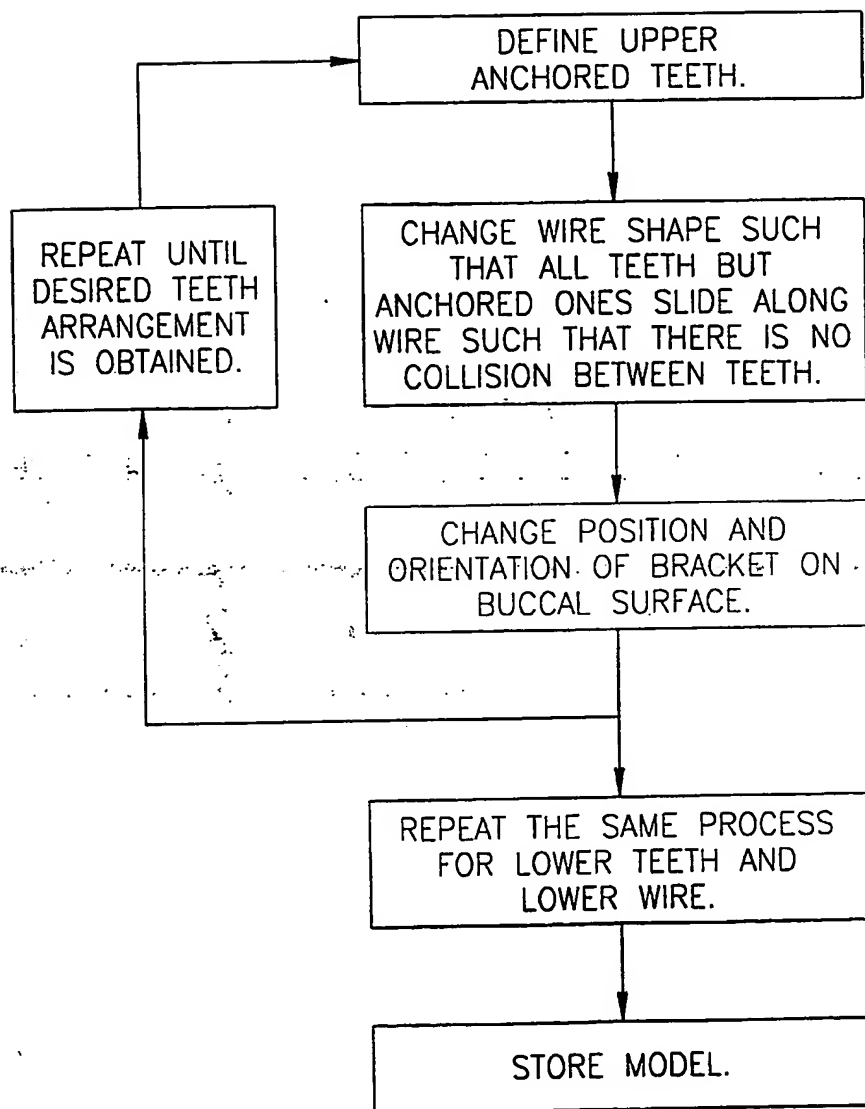 DEFINE UPPER
ANCHORED TEETH.
REPEAT UNTIL
DESIRED TEETH
ARRANGEMENT
IS OBTAINED.
CHANGE WIRE SHAPE SUCH
THAT ALL TEETH BUT
ANCHORED ONES SLIDE ALONG
WIRE SUCH THAT THERE IS NO
COLLISION BETWEEN TEETH.
CHANGE POSITION AND
ORIENTATION OF BRACKET ON
BUCCAL SURFACE.
REPEAT THE SAME PROCESS
FOR LOWER TEETH AND
LOWER WIRE.
STORE MODEL.